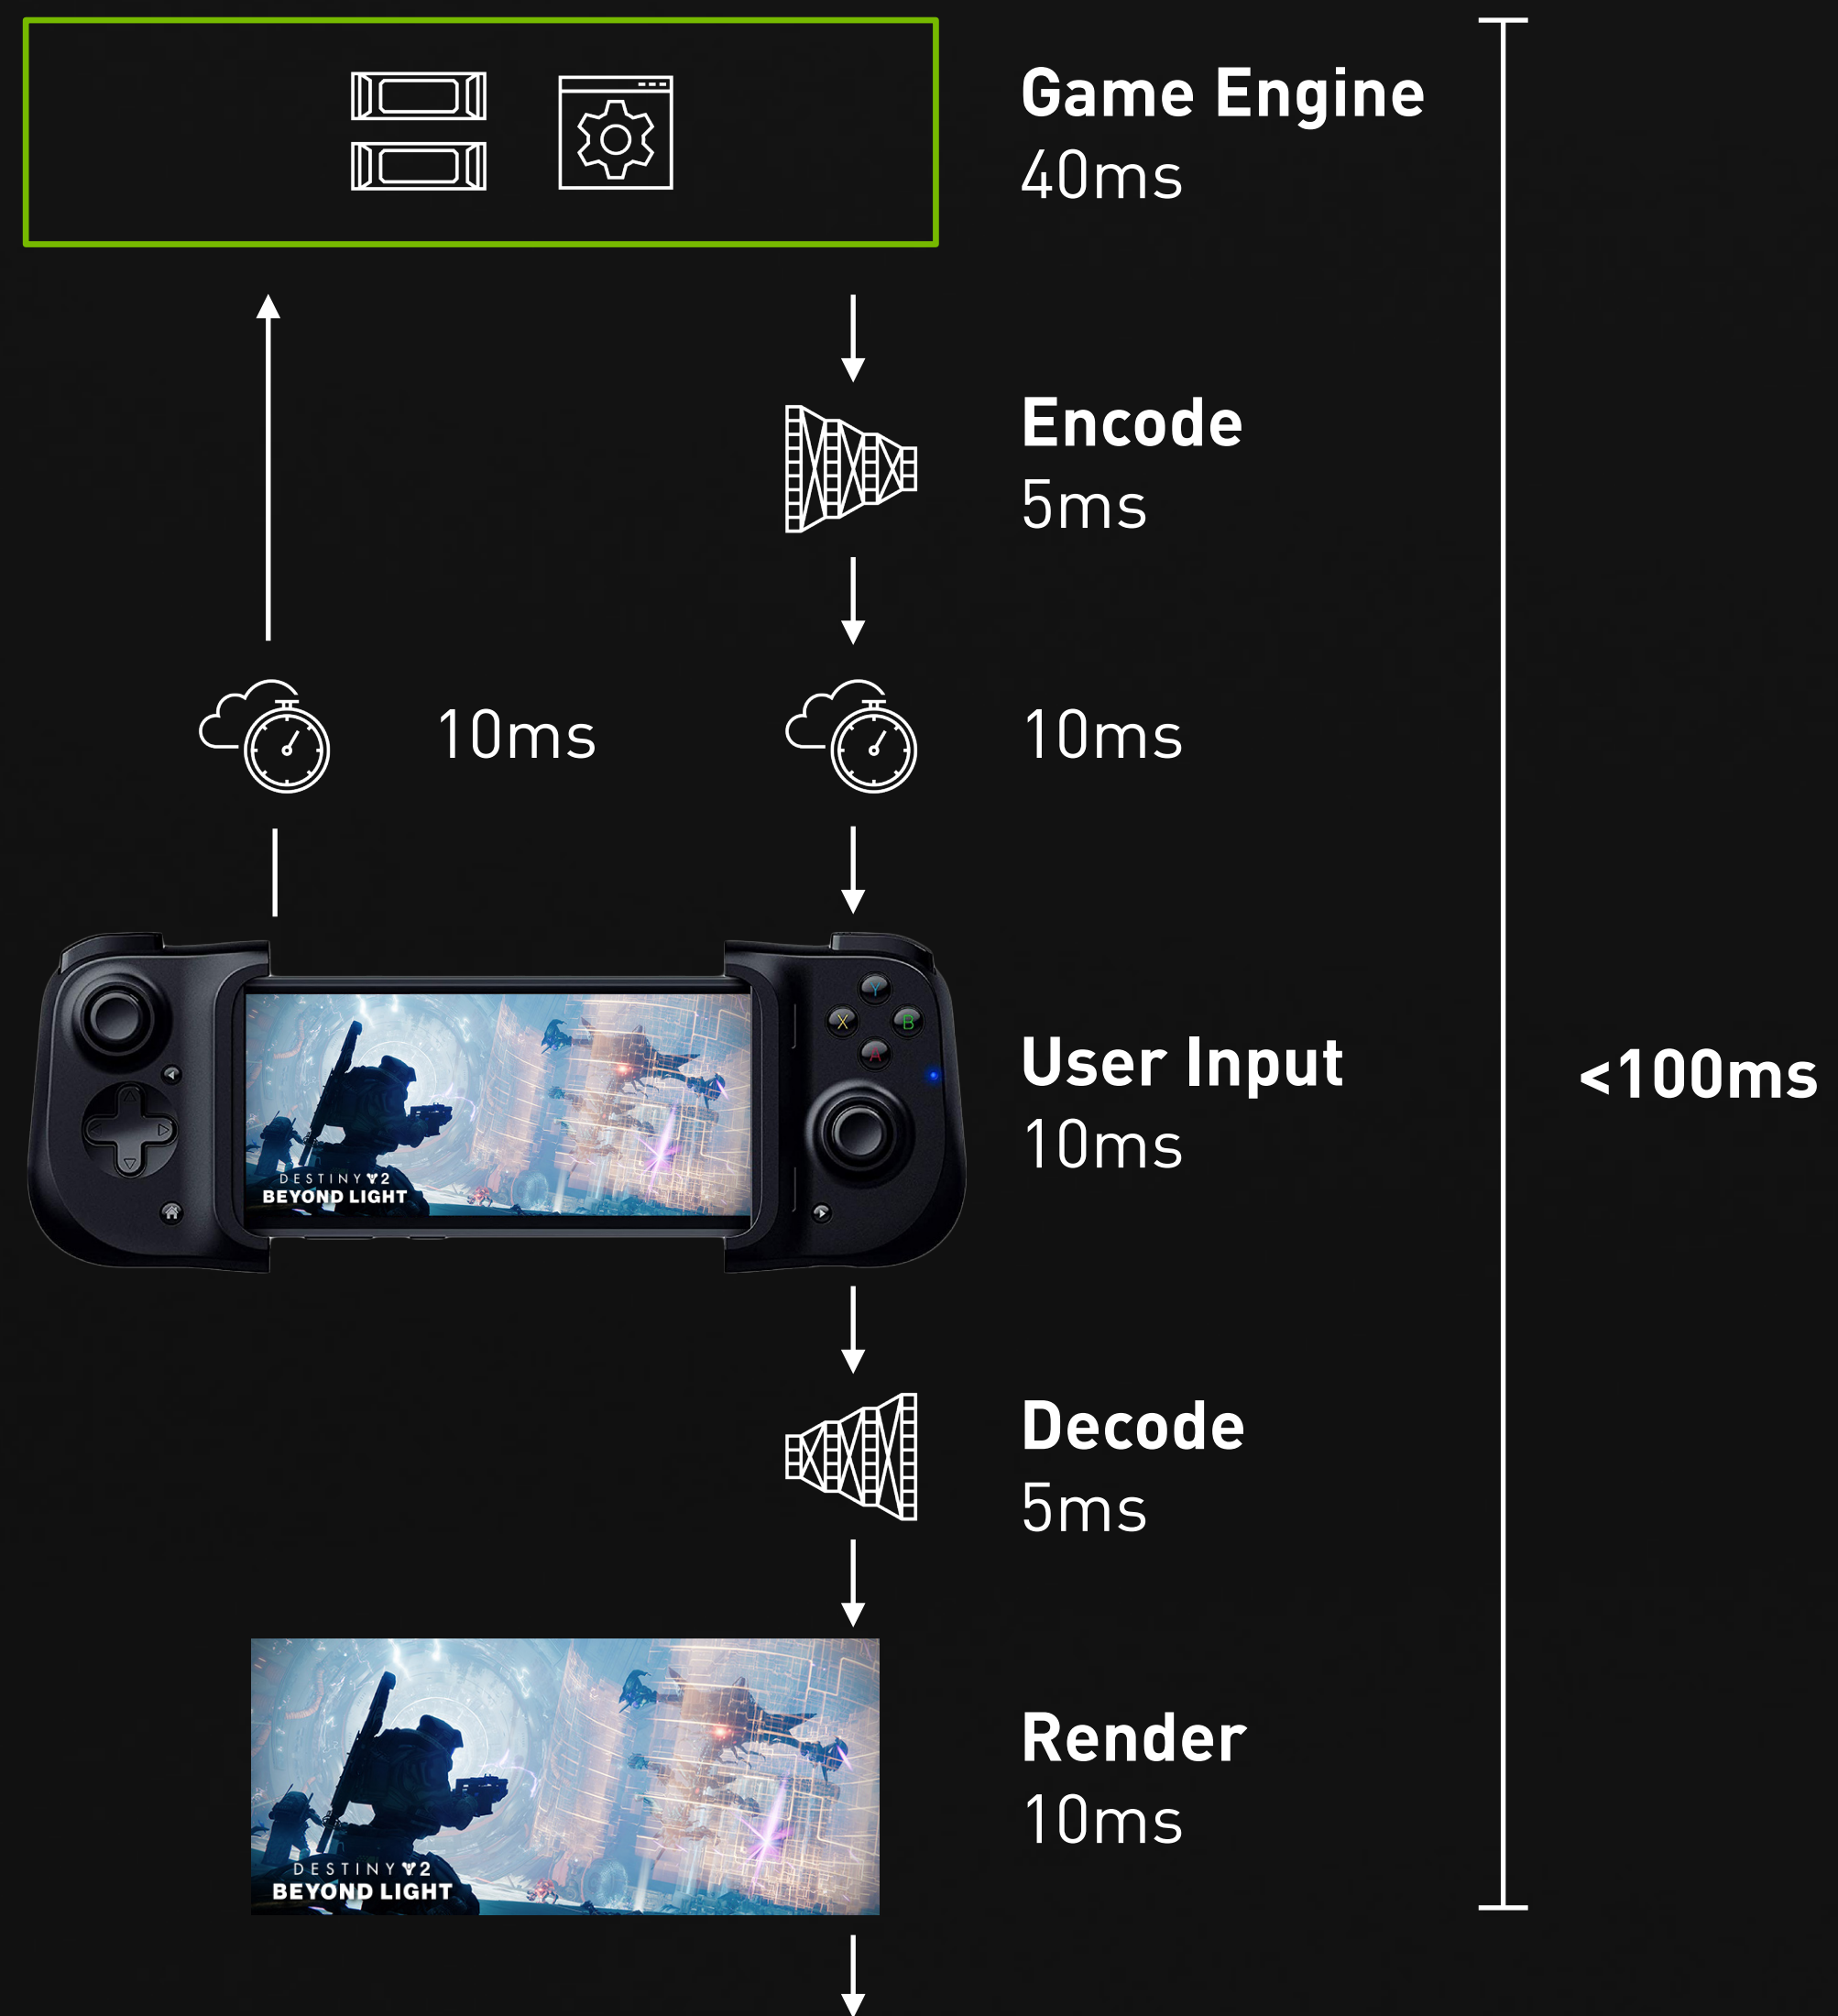 Game Engine
40ms
Encode
5ms
10ms
10ms
Y
X
B
A
DESTINY 2
BEYOND LIGHT
User Input
10ms
<100ms
Decode
5ms
DESTINY 2
BEYOND LIGHT
Render
10ms